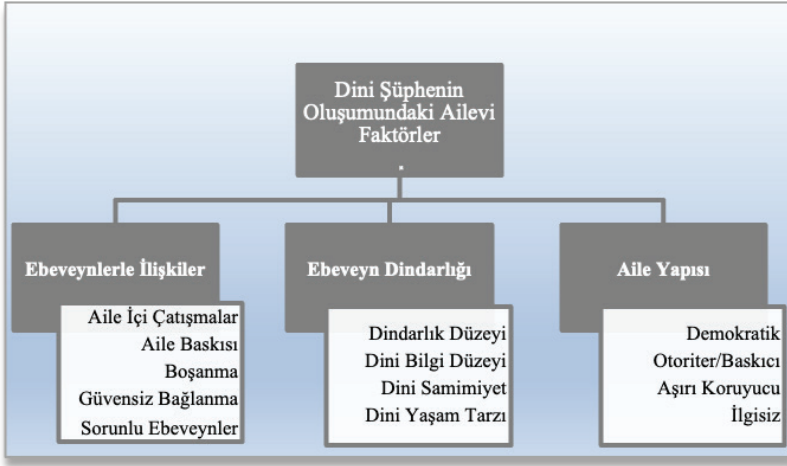 Dini Şüphenin
Oluşumundaki Ailevi
Faktörler
.
Ebeveynlerle İlişkiler
Aile İçi Çatışmalar
Aile Baskısı
Boşanma
Güvensiz Bağlanma
Sorunlu Ebeveynler
Ebeveyn Dindarlığı
Dindarlık Düzeyi
Dini Bilgi Düzeyi
Dini Samimiyet
Dini Yaşam Tarzı
Aile Yapısı
Demokratik
Otoriter/Baskıcı
Aşırı Koruyucu
İlgisiz